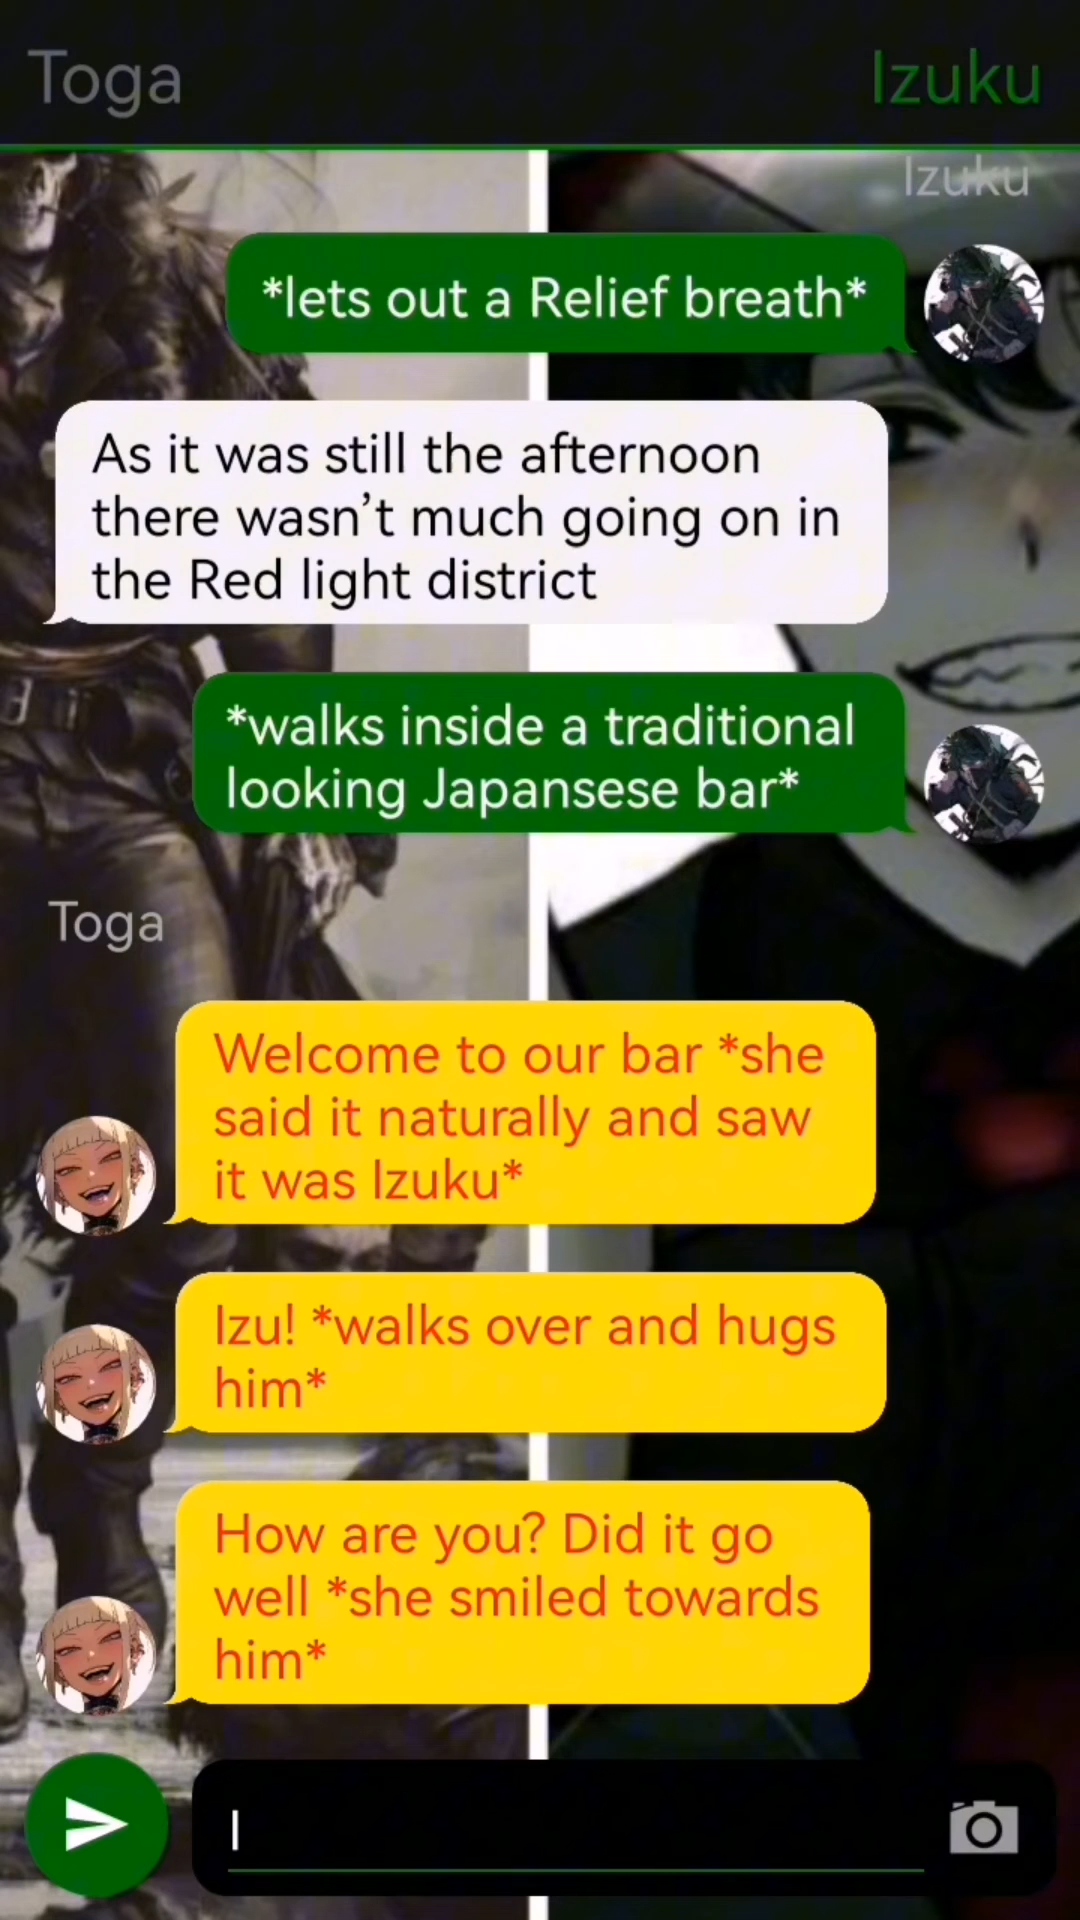 Toga
Izuku
Izuku
*lets out a Relief breath*
As it was still the afternoon
there wasn’t much going on in
the Red light district
*walks inside a traditional
looking Japansese bar*
Toga
Welcome to our bar *she
said it naturally and saw
it was Izuku*
Izu! *walks over and hugs
him*
How are you? Did it go
well *she smiled towards
him*